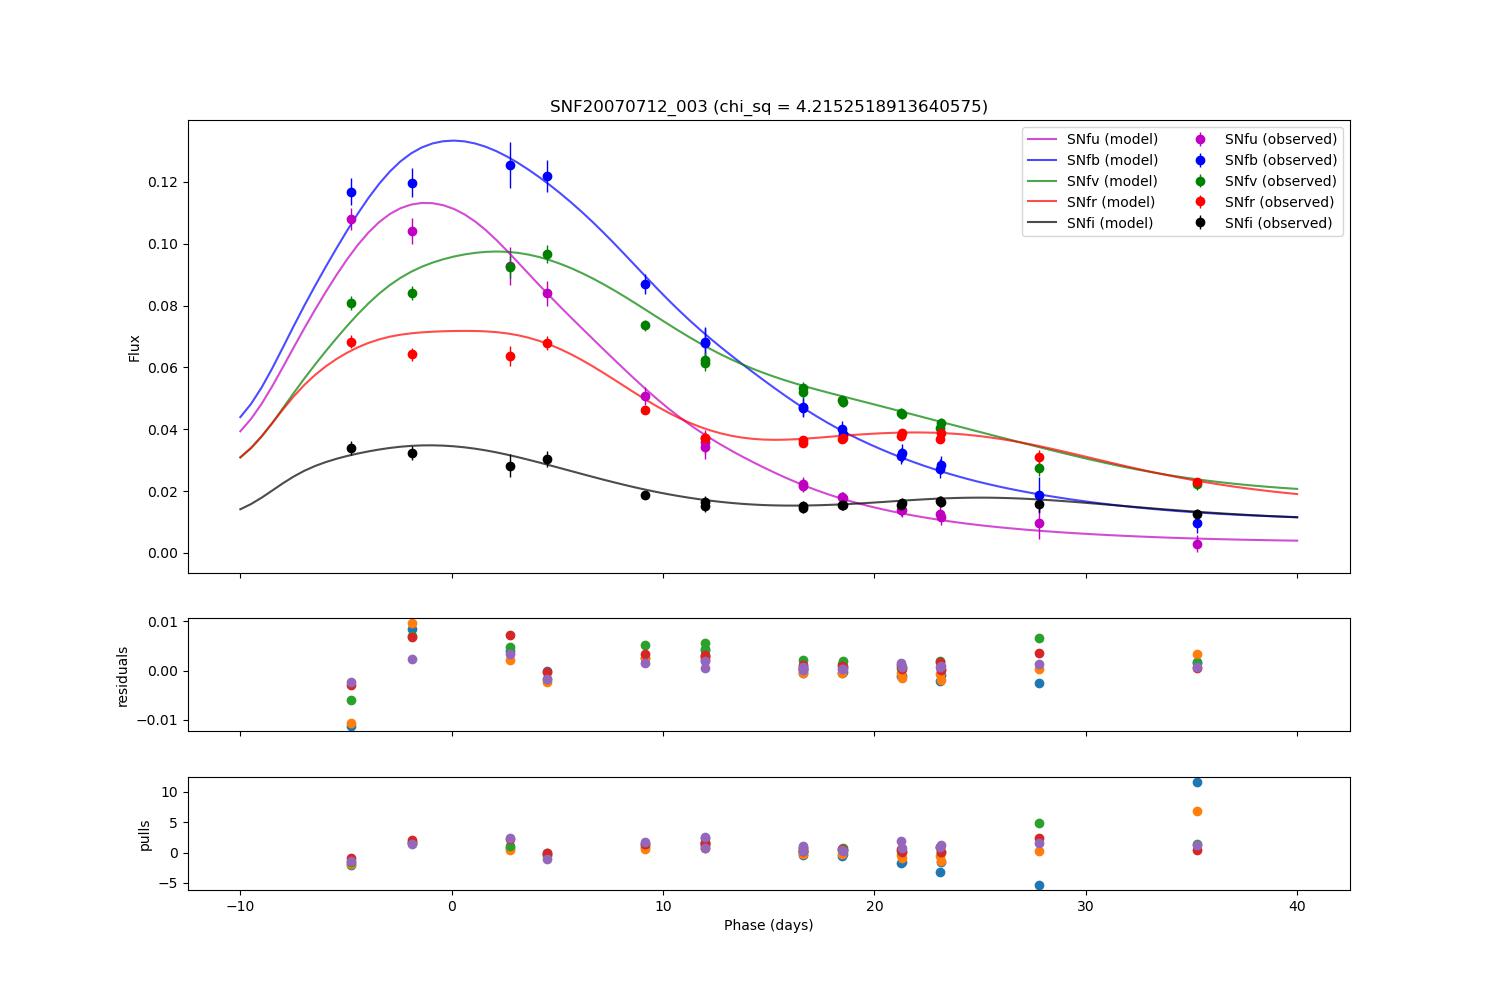 SNF20070712_003 (chi_sq = 4.2152518913640575)
SNfu (model) SNfu (observed)
SNfb (model) SNfb (observed)
SNfv (model) SNfv (observed)
SNfr (model) SNfr (observed)
SNfi (model) SNfi (observed)
Flux
0.12
0.10
0.08
0.06
0.04
0.02
0.00
residuals
0.01
0.00
−0.01
pulls
10
5
0
−5
−10 0 10 20 30 40
Phase (days)